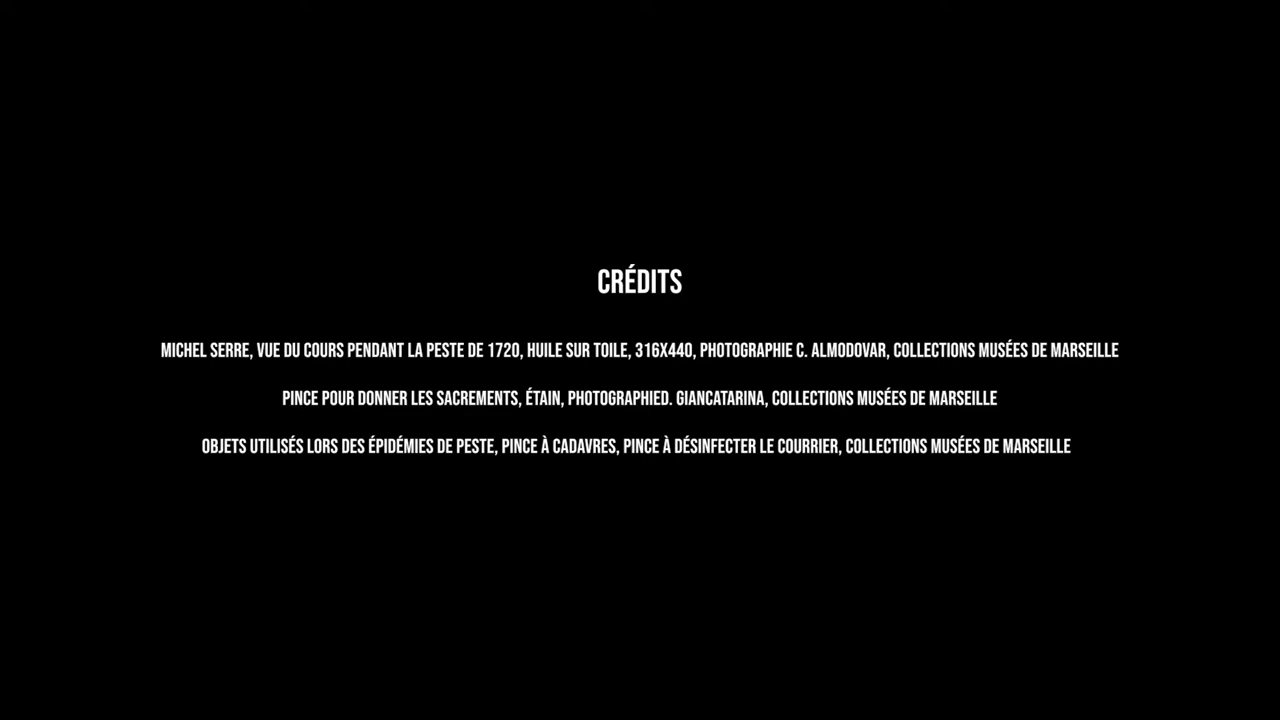 CRÉDITS
MICHEL SERRE, VUE DU COURS PENDANT LA PESTE DE 1720, HUILE SUR TOILE, 316X440, PHOTOGRAPHIE C. ALMODOVAR, COLLECTIONS MUSÉES DE MARSEILLE
PINCE POUR DONNER LES SACREMENTS, ÉTAIN, PHOTOGRAPHIED. GIANCATARINA, COLLECTIONS MUSÉES DE MARSEILLE
OBJETS UTILISÉS LORS DES ÉPIDÉMIES DE PESTE, PINCE À CADAVRES, PINCE À DÉSINFECTER LE COURRIER, COLLECTIONS MUSÉES DE MARSEILLE